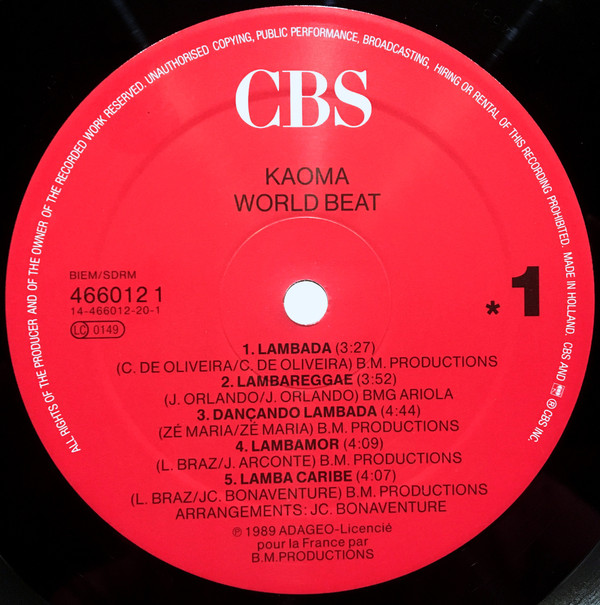 ALL RIGHTS OF THE PRODUCER AND OF THE OWNER OF THE RECORDED WORK RESERVED. UNAUTHORISED COPYING, PUBLIC PERFORMANCE, BROADCASTING, HIRING OR RENTAL OF THIS RECORDING PROHIBITED. MADE IN HOLLAND. CBS AND ® CBS INC.
CBS
KAOMA
WORLD BEAT
BIEM/SDRM
466012 1
14-466012-20-1
LC 0149
* 1
1. LAMBADA (3:27)
(C. DE OLIVEIRA/C. DE OLIVEIRA) B.M. PRODUCTIONS
2. LAMBAREGGAE (3:52)
(J. ORLANDO/J. ORLANDO) BMG ARIOLA
3. DANÇANDO LAMBADA (4:44)
(ZÈ MARIA/ZÉ MARIA) B.M. PRODUCTIONS
4. LAMBAMOR (4:09)
(L. BRAZ/J. ARCONTE) B.M. PRODUCTIONS
5. LAMBA CARIBE (4:07)
(L. BRAZ/JC. BONAVENTURE) B.M. PRODUCTIONS
ARRANGEMENTS: JC. BONAVENTURE
℗ 1989 ADAGEO-Licencié
pour la France par
B.M.PRODUCTIONS